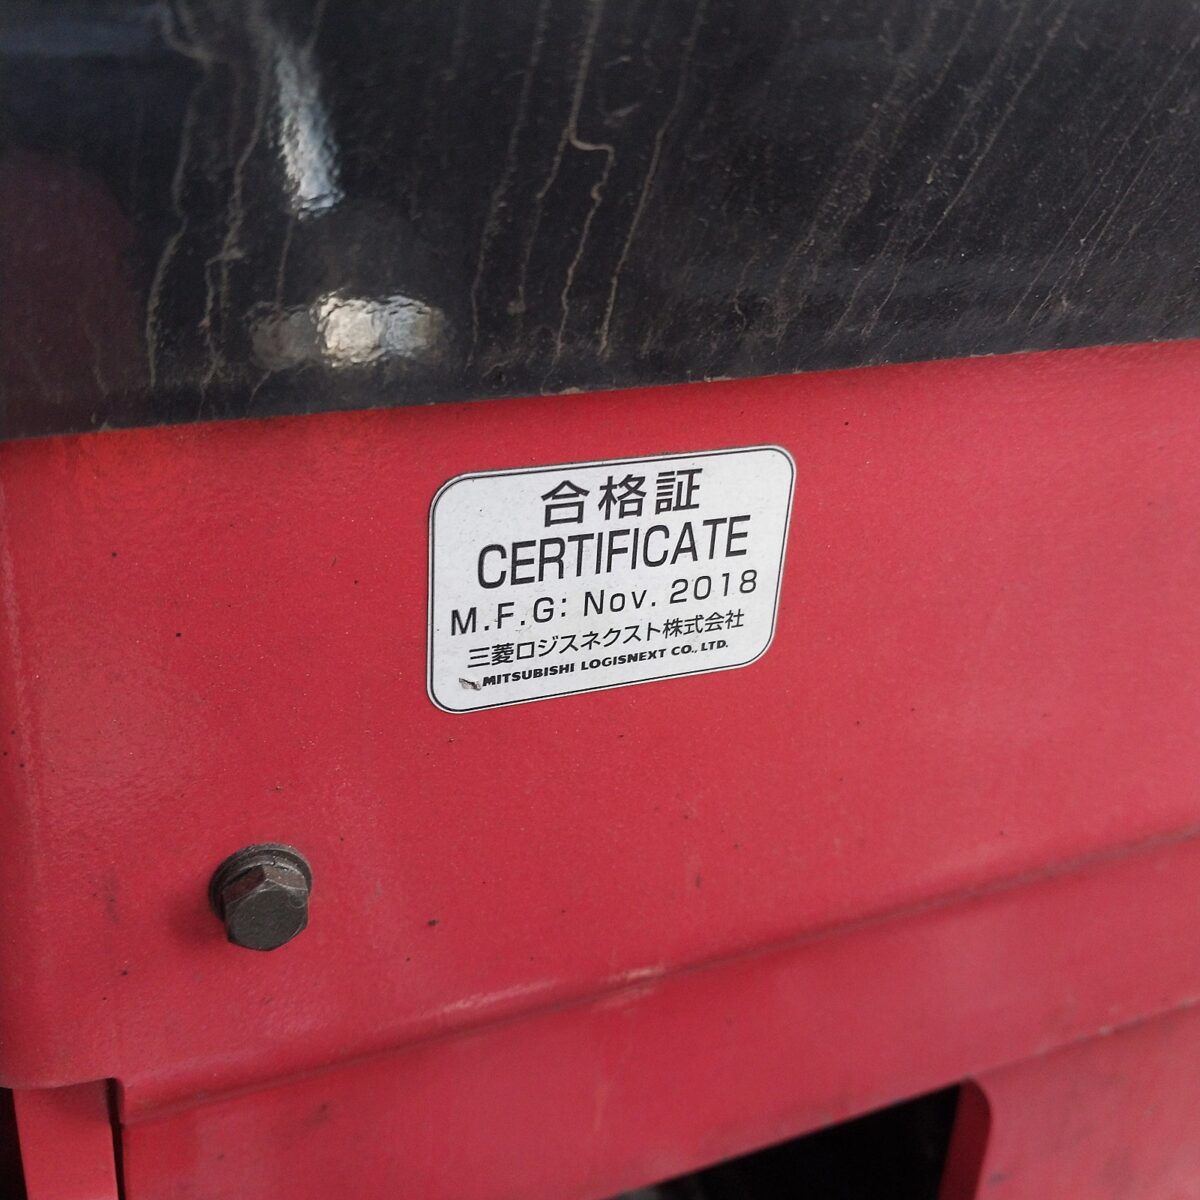 合格証
CERTIFICATE
M.F.G: Nov. 2018
三菱ロジスネクスト株式会社
MITSUBISHI LOGISNEXT CO., LTD.